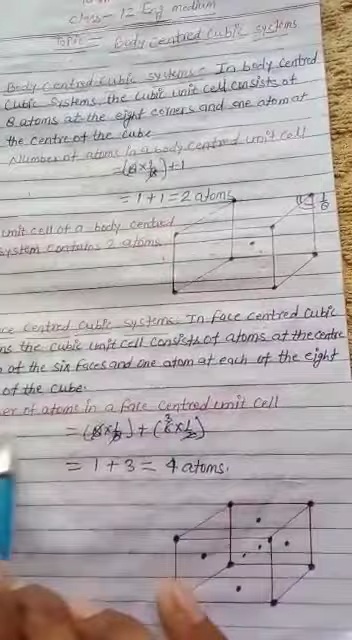 class - 12 Eng medium
Topic = Body centred cubic systems
Body centred cubic systems - In body centred
cubic systems, the cubic unit cell consists of
8 atoms at the eight corners and one atom at
the centre of the cube
Number of atoms in a body centred unit cell
= (8 × 1/8) + 1
= 1 + 1 = 2 atoms
unit cell of a body centred
system contains 2 atoms.
1/8
ce centred cubic systems. In face centred cubic
ms the cubic unit cell consists of atoms at the centre
of the six faces and one atom at each of the eight
of the cube.
er of atoms in a face centred unit cell
= (8 × 1/8) + (6 × 1/2)
= 1 + 3 = 4 atoms.